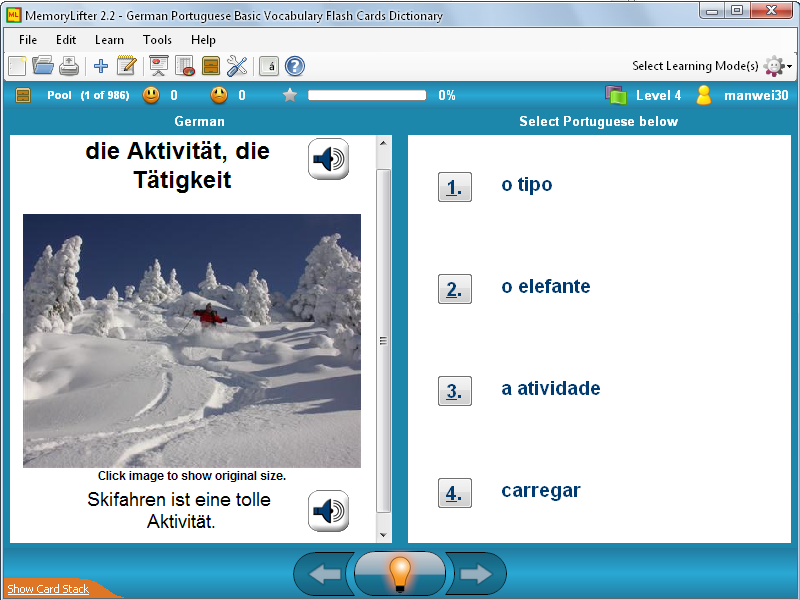 ML MemoryLifter 2.2 - German Portuguese Basic Vocabulary Flash Cards Dictionary
File Edit Learn Tools Help
á ? Select Learning Mode(s)
Pool (1 of 986) 0 0 0% Level 4 manwei30
German
Select Portuguese below
die Aktivität, die
Tätigkeit
Click image to show original size.
Skifahren ist eine tolle
Aktivität.
1. o tipo
2. o elefante
3. a atividade
4. carregar
Show Card Stack